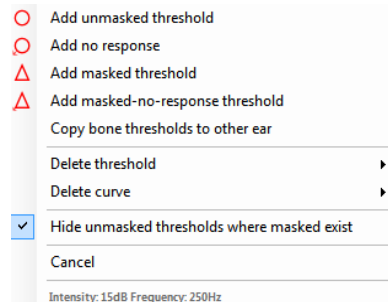 Add unmasked threshold
Add no response
Add masked threshold
Add masked-no-response threshold
Copy bone thresholds to other ear
Delete threshold
Delete curve
Hide unmasked thresholds where masked exist
Cancel
Intensity: 15dB Frequency: 250Hz